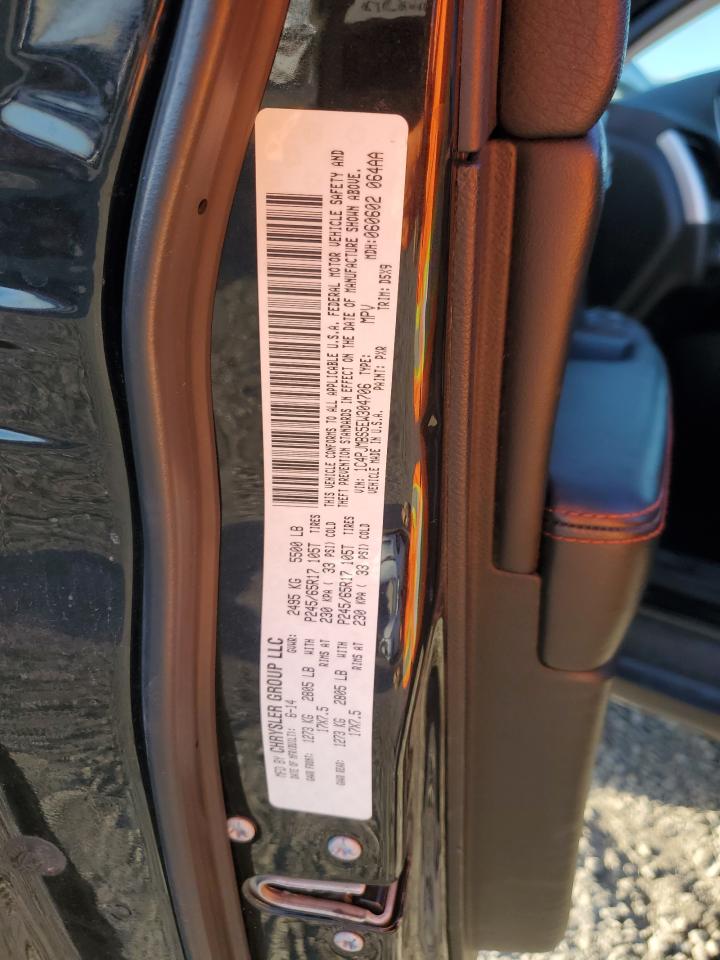 MFD BY CHRYSLER GROUP LLC
DATE OF MFR(BUILT): 6-14 GVWR: 2495 KG 5500 LB
GAWR FRONT: 1273 KG 2805 LB WITH P245/65R17 105T TIRES
17X7.5 RIMS AT 230 KPA ( 33 PSI) COLD
GAWR REAR: 1273 KG 2805 LB WITH P245/65R17 105T TIRES
17X7.5 RIMS AT 230 KPA ( 33 PSI) COLD
THIS VEHICLE CONFORMS TO ALL APPLICABLE U.S.A. FEDERAL MOTOR VEHICLE SAFETY AND
THEFT PREVENTION STANDARDS IN EFFECT ON THE DATE OF MANUFACTURE SHOWN ABOVE.
VIN: 1C4PJMBS5EW304706 TYPE: MPV MDH:060602 064AA
VEHICLE MADE IN U.S.A. PAINT: PXR TRIM: D5X9